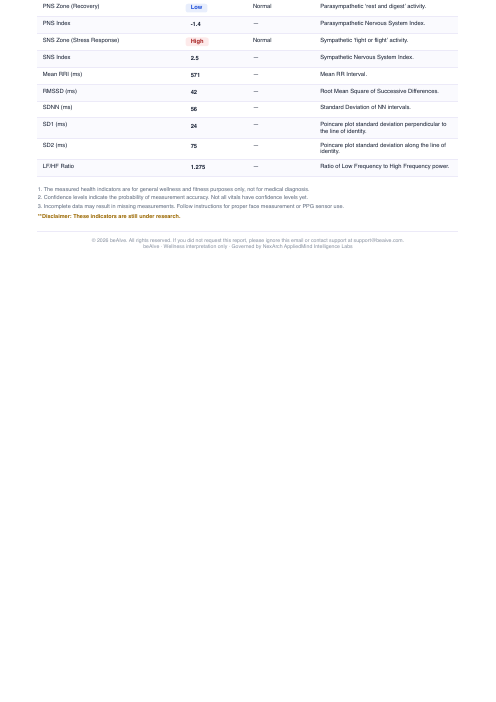 PNS Zone (Recovery) Low Normal Parasympathetic 'rest and digest' activity.
PNS Index -1.4 — Parasympathetic Nervous System Index.
SNS Zone (Stress Response) High Normal Sympathetic 'fight or flight' activity.
SNS Index 2.5 — Sympathetic Nervous System Index.
Mean RRI (ms) 571 — Mean RR Interval.
RMSSD (ms) 42 — Root Mean Square of Successive Differences.
SDNN (ms) 56 — Standard Deviation of NN intervals.
SD1 (ms) 24 — Poincare plot standard deviation perpendicular to
the line of identity.
SD2 (ms) 75 — Poincare plot standard deviation along the line of
identity.
LF/HF Ratio 1.275 — Ratio of Low Frequency to High Frequency power.
1. The measured health indicators are for general wellness and fitness purposes only, not for medical diagnosis.
2. Confidence levels indicate the probability of measurement accuracy. Not all vitals have confidence levels yet.
3. Incomplete data may result in missing measurements. Follow instructions for proper face measurement or PPG sensor use.
**Disclaimer: These indicators are still under research.
© 2026 beAlive. All rights reserved. If you did not request this report, please ignore this email or contact support at
beAlive · Wellness interpretation only · Governed by NexArch AppliedMind Intelligence Labs